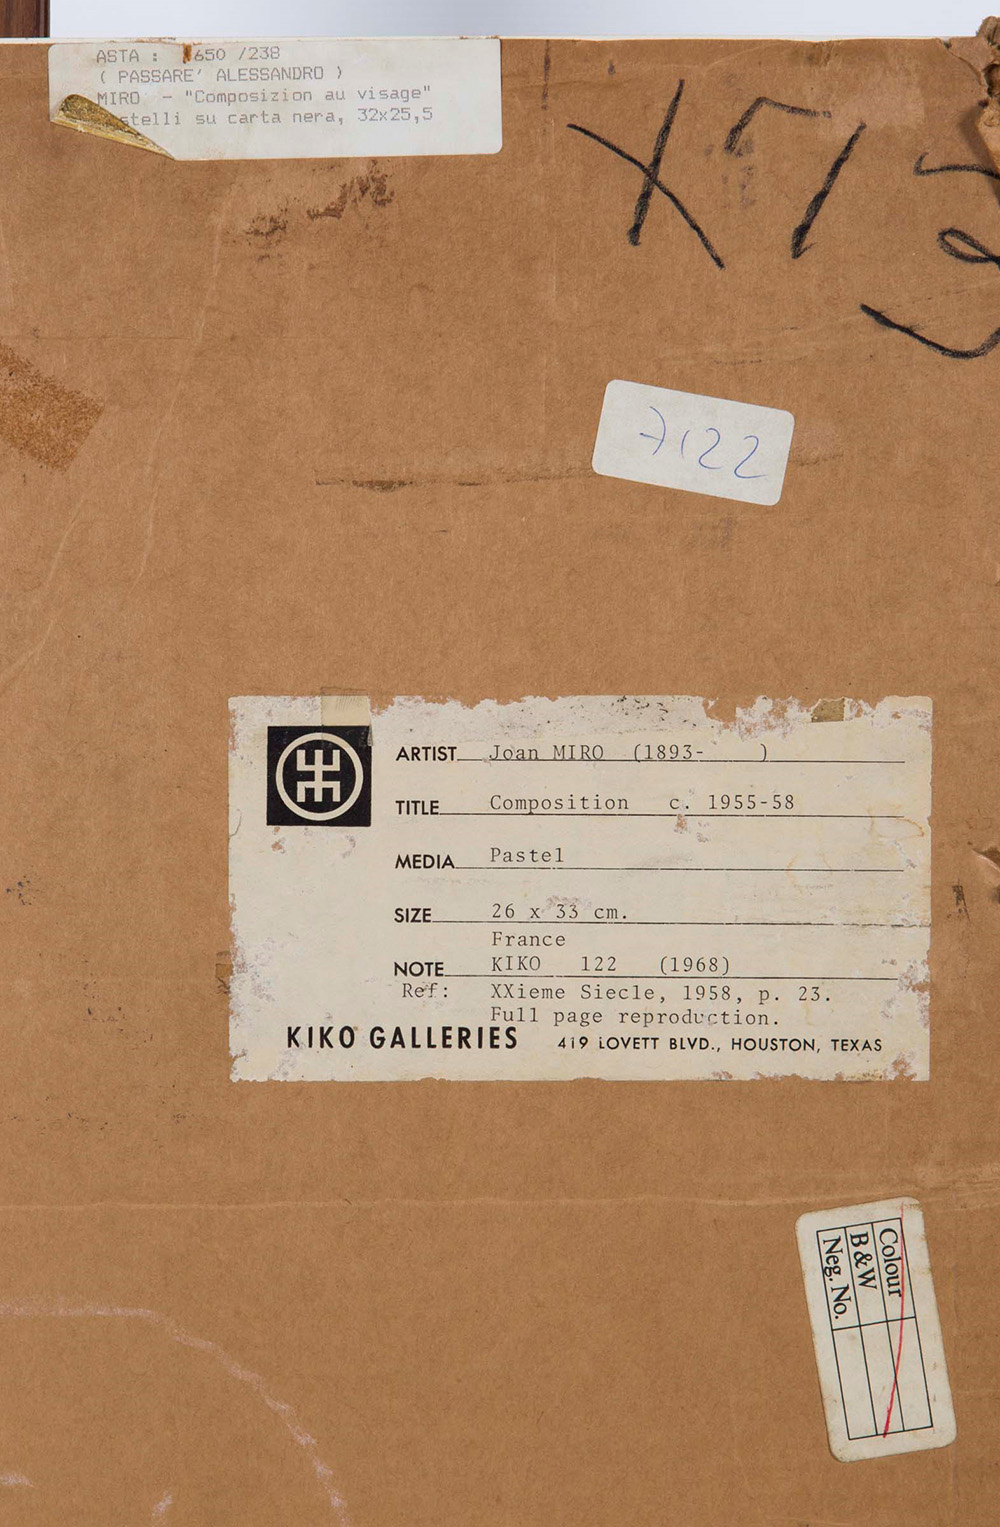 ASTA : 1650 /238
( PASSARE' ALESSANDRO )
MIRO - "Composizion au visage"
stelli su carta nera, 32x25,5
7122
ARTIST Joan MIRO (1893- )
TITLE Composition c. 1955-58
MEDIA Pastel
SIZE 26 x 33 cm.
France
NOTE KIKO 122 (1968)
Ref: XXieme Siecle, 1958, p. 23.
Full page reproduction.
KIKO GALLERIES 419 LOVETT BLVD., HOUSTON, TEXAS
Colour
B & W
Neg. No.